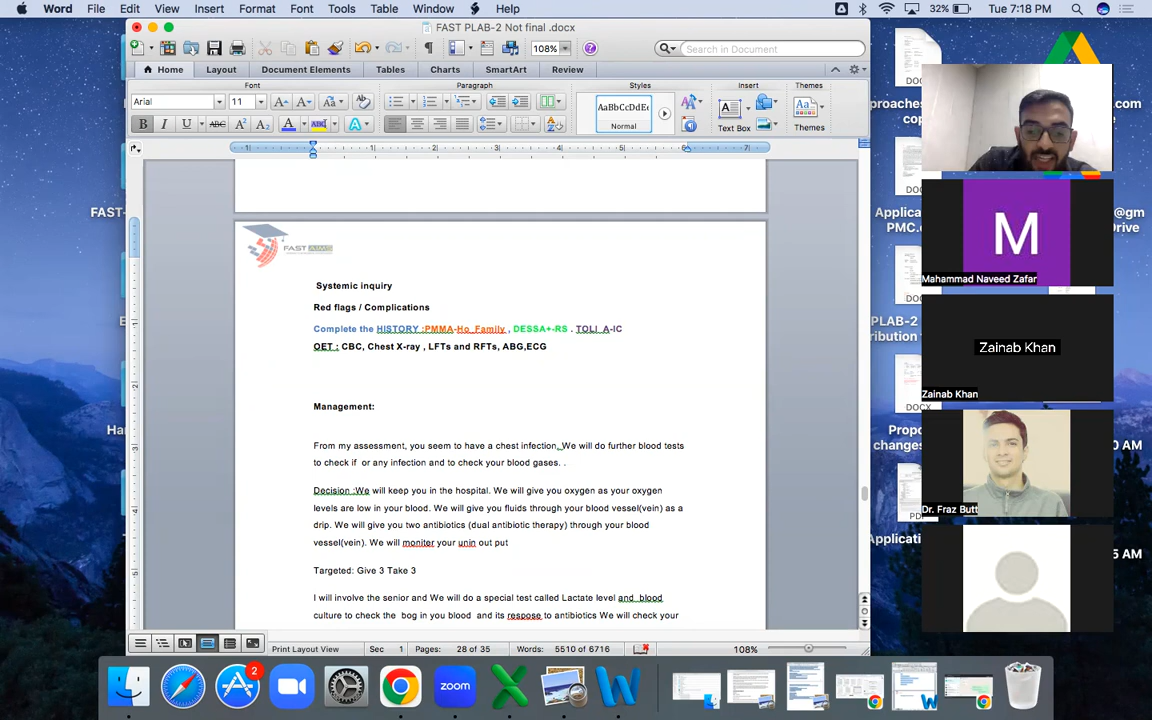 Word File Edit View Insert Format Font Tools Table Window Help 32% Tue 7:18 PM
FAST PLAB-2 Not final .docx
108% Search in Document
Home Layout Document Elements Tables Charts SmartArt Review
Font Paragraph Styles Insert Themes
Arial 11 AaBbCcDdE
B I U ABC A² A₂ Normal Text Box Themes
FAST AIMS
Systemic inquiry
Red flags / Complications
Complete the HISTORY :PMMA-Ho_Family , DESSA+-RS . TOLI_A-IC
OET : CBC, Chest X-ray , LFTs and RFTs, ABG,ECG
Management:
From my assessment, you seem to have a chest infection, We will do further blood tests
to check if or any infection and to check your blood gases. .
Decision :We will keep you in the hospital. We will give you oxygen as your oxygen
levels are low in your blood. We will give you fluids through your blood vessel(vein) as a
drip. We will give you two antibiotics (dual antibiotic therapy) through your blood
vessel(vein). We will moniter your unin out put
Targeted: Give 3 Take 3
I will involve the senior and We will do a special test called Lactate level and blood
culture to check the bog in you blood and its respose to antibiotics We will check your
Print Layout View Sec 1 Pages: 28 of 35 Words: 5510 of 6716 108%
M
Mahammad Naveed Zafar
Zainab Khan
Zainab Khan
Dr. Fraz Butt
2
zoom